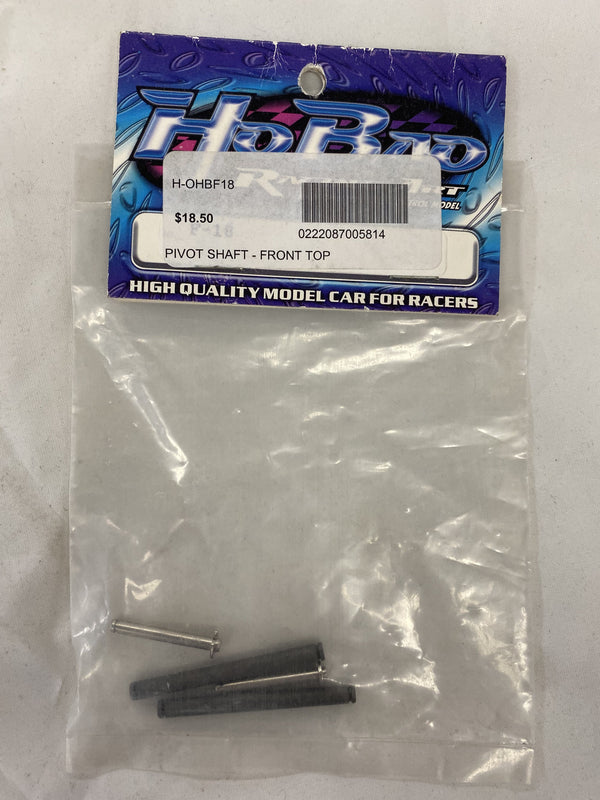 HOBAO
H-OHBF18
$18.50
0222087005814
F-18
PIVOT SHAFT - FRONT TOP
HIGH QUALITY MODEL CAR FOR RACERS